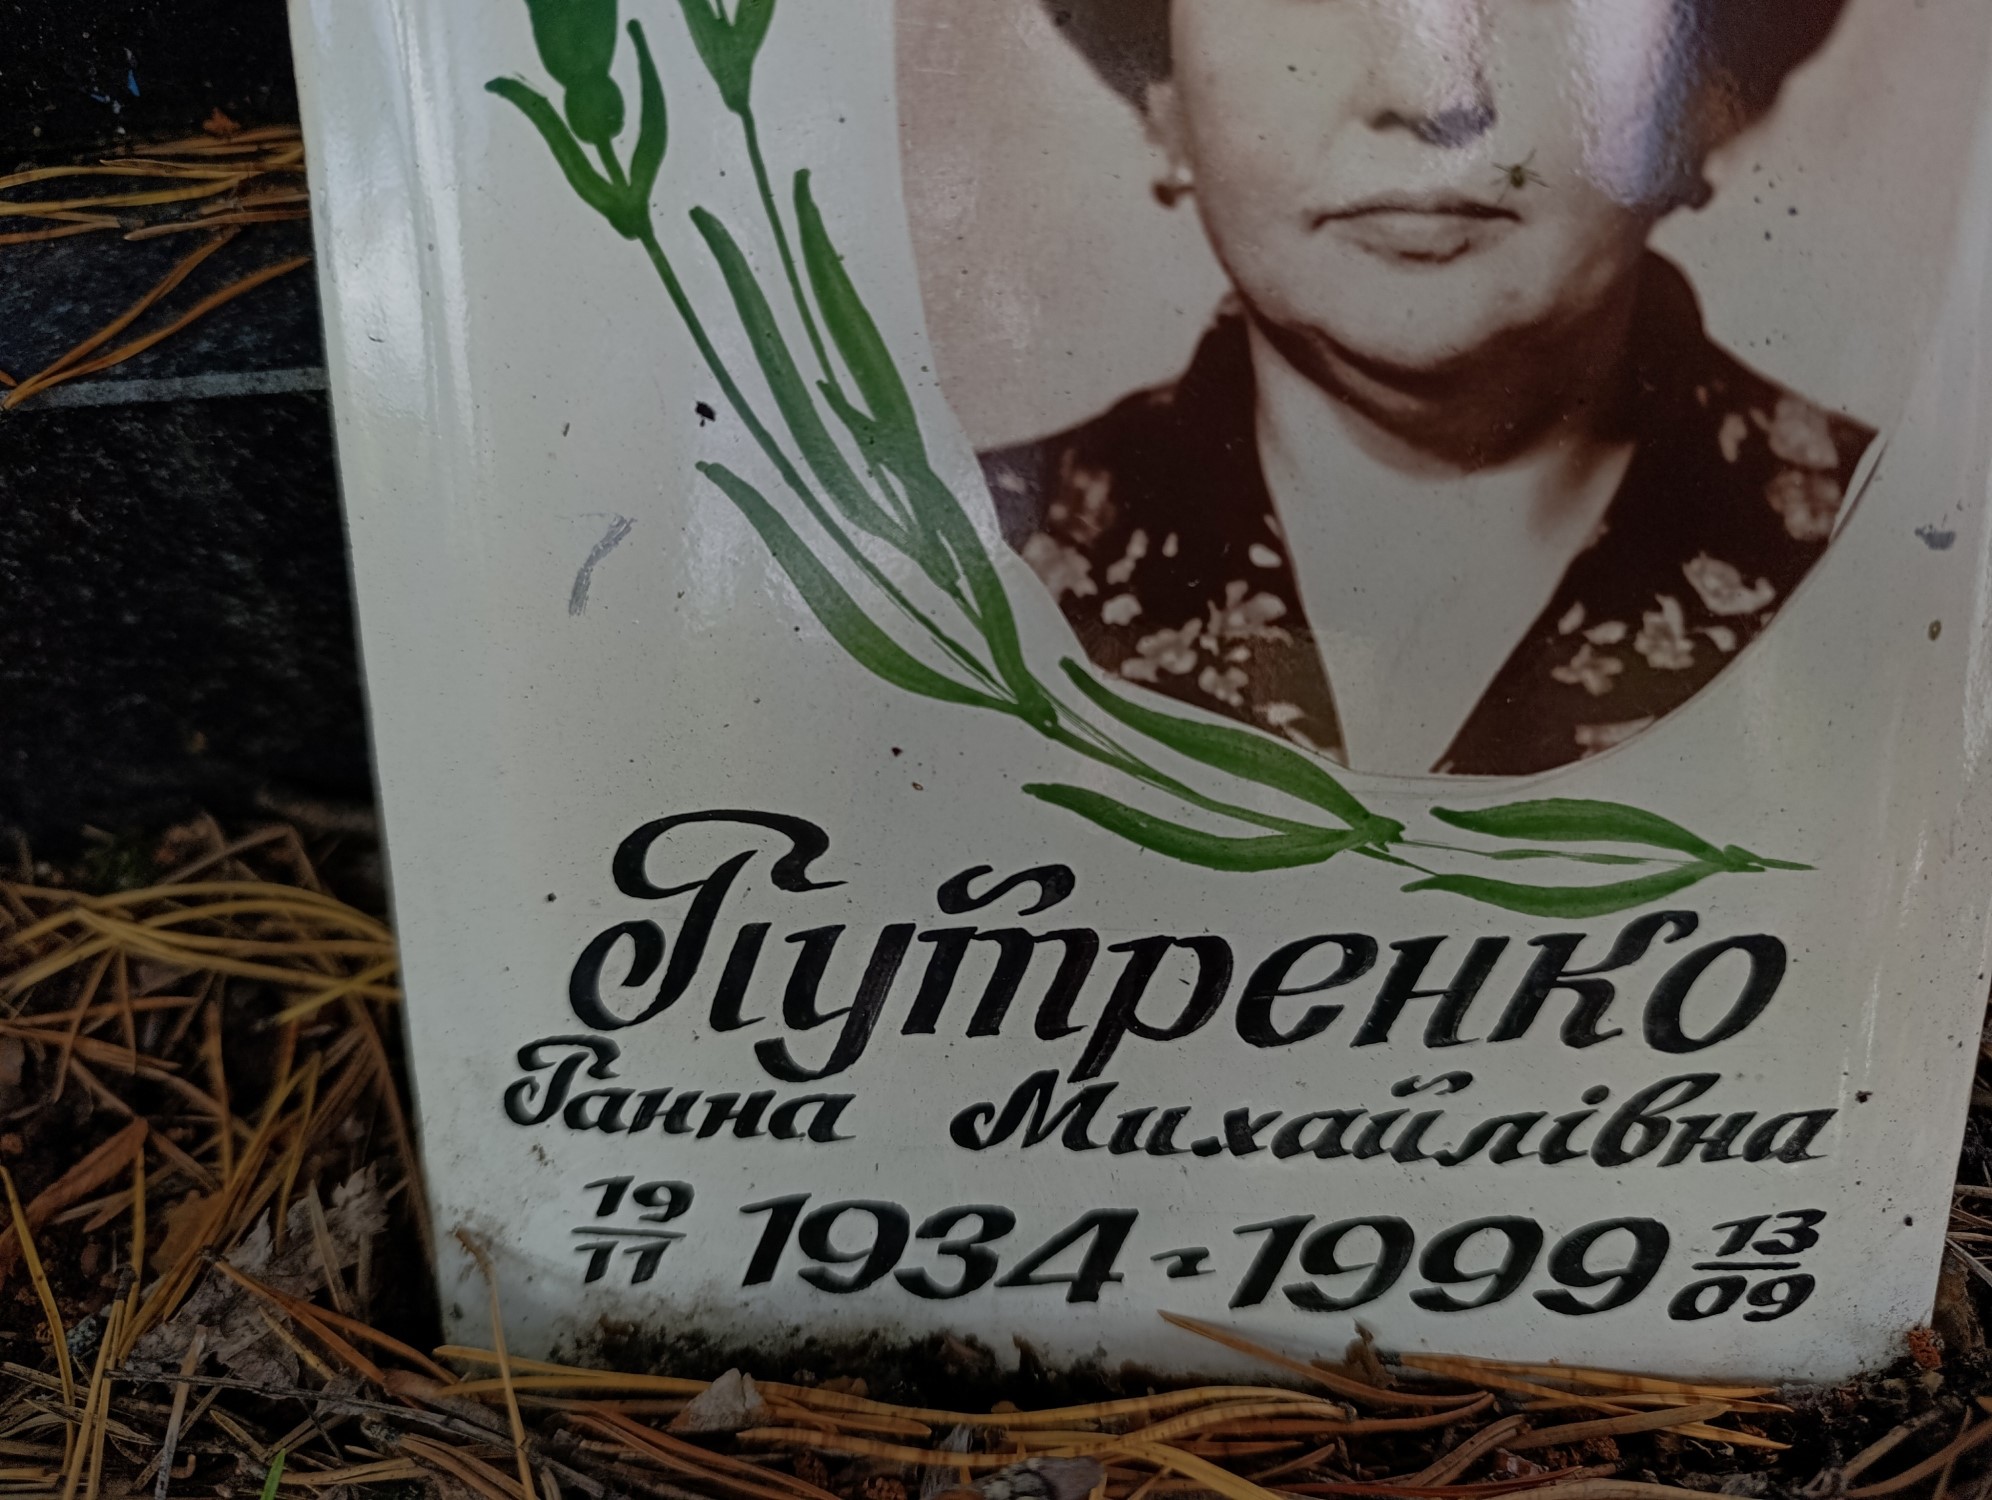 Путренко
Ганна Михайлівна
19/11 1934 - 1999 13/09